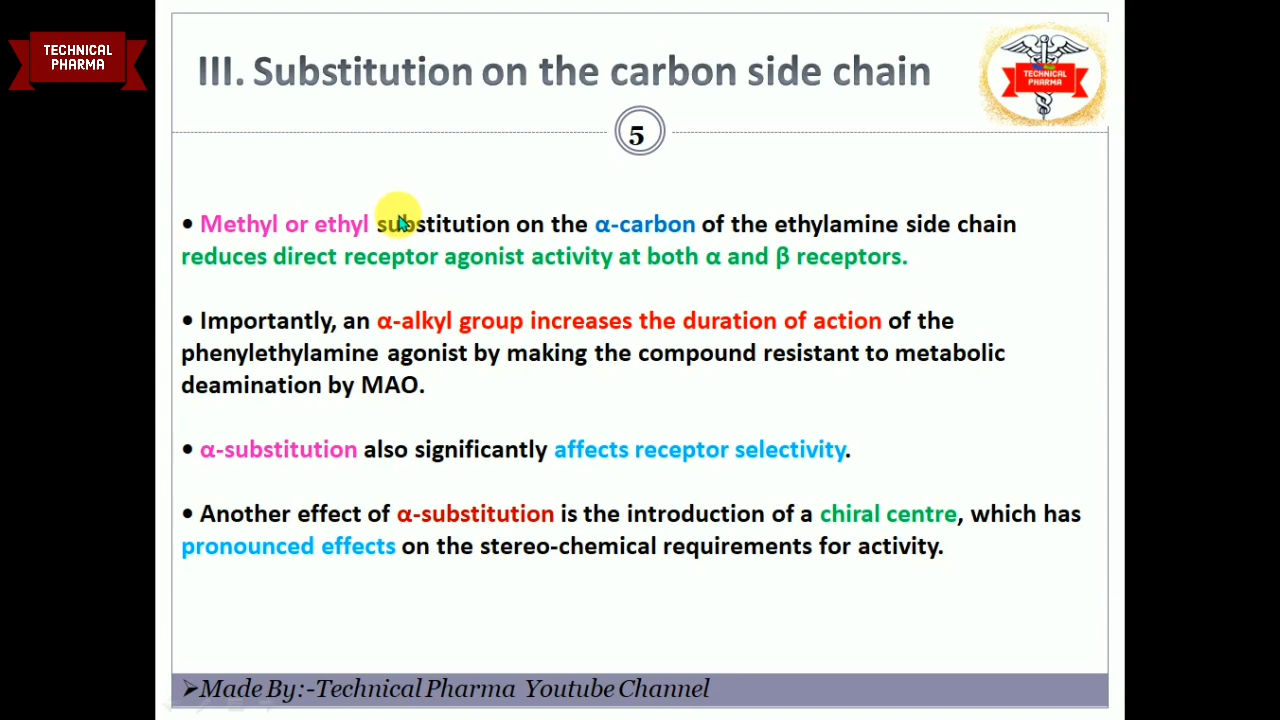 TECHNICAL
PHARMA
III. Substitution on the carbon side chain
TECHNICAL
PHARMA
5
• Methyl or ethyl substitution on the α-carbon of the ethylamine side chain
reduces direct receptor agonist activity at both α and β receptors.
• Importantly, an α-alkyl group increases the duration of action of the
phenylethylamine agonist by making the compound resistant to metabolic
deamination by MAO.
• α-substitution also significantly affects receptor selectivity.
• Another effect of α-substitution is the introduction of a chiral centre, which has
pronounced effects on the stereo-chemical requirements for activity.
➢Made By:-Technical Pharma Youtube Channel